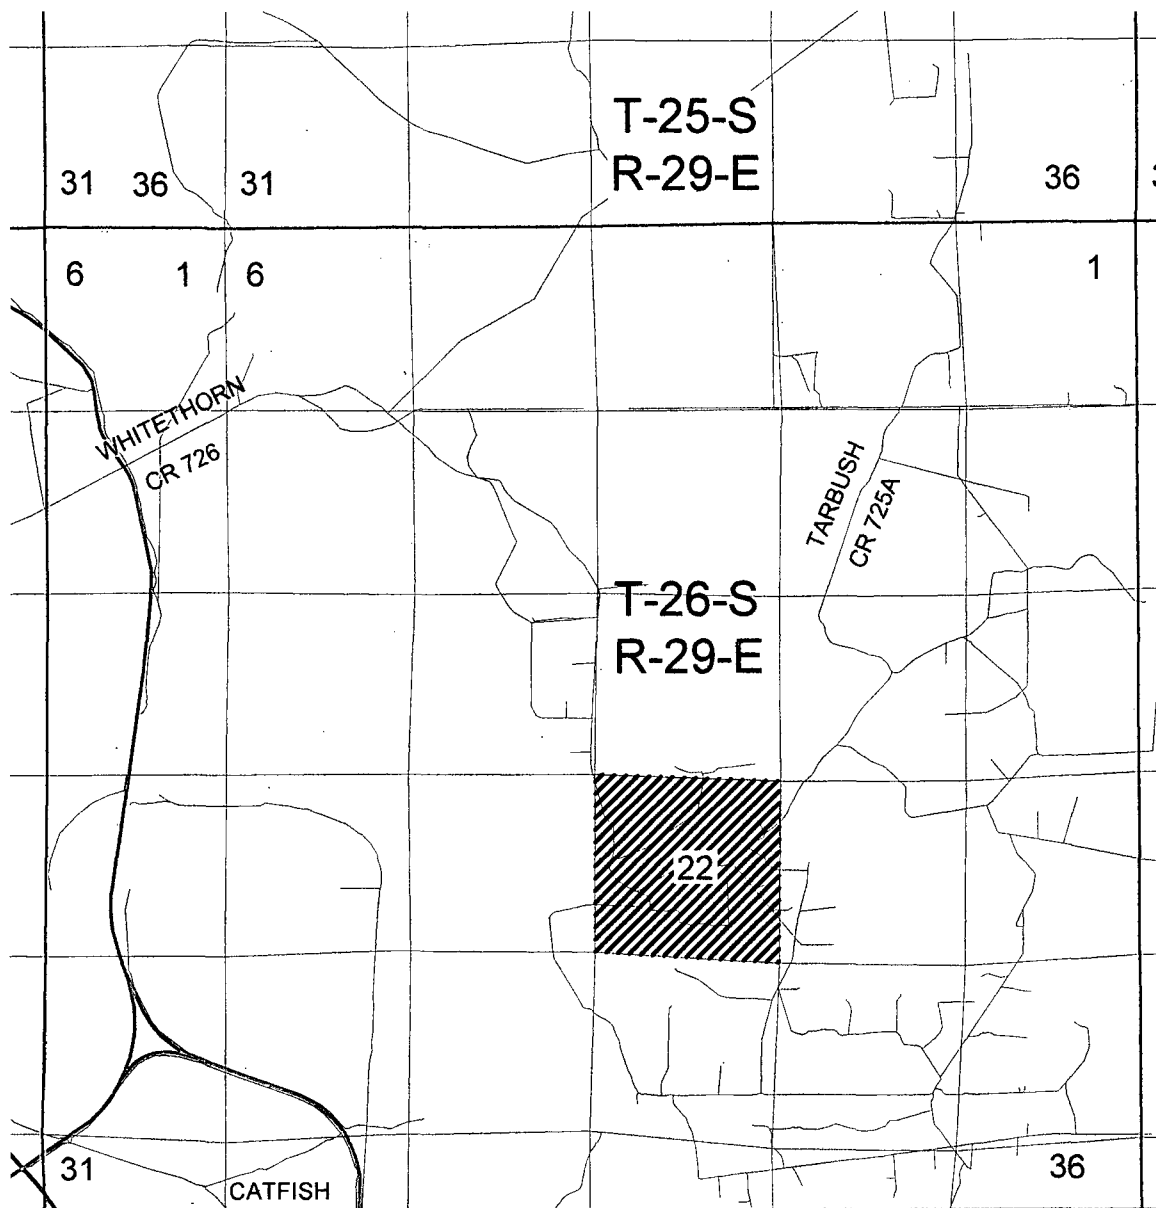 T-25-S
R-29-E
31
36
31
36
6
1
6
1
WHITETHORN
CR 726
TARBUSH
CR 725A
T-26-S
R-29-E
22
31
36
CATFISH